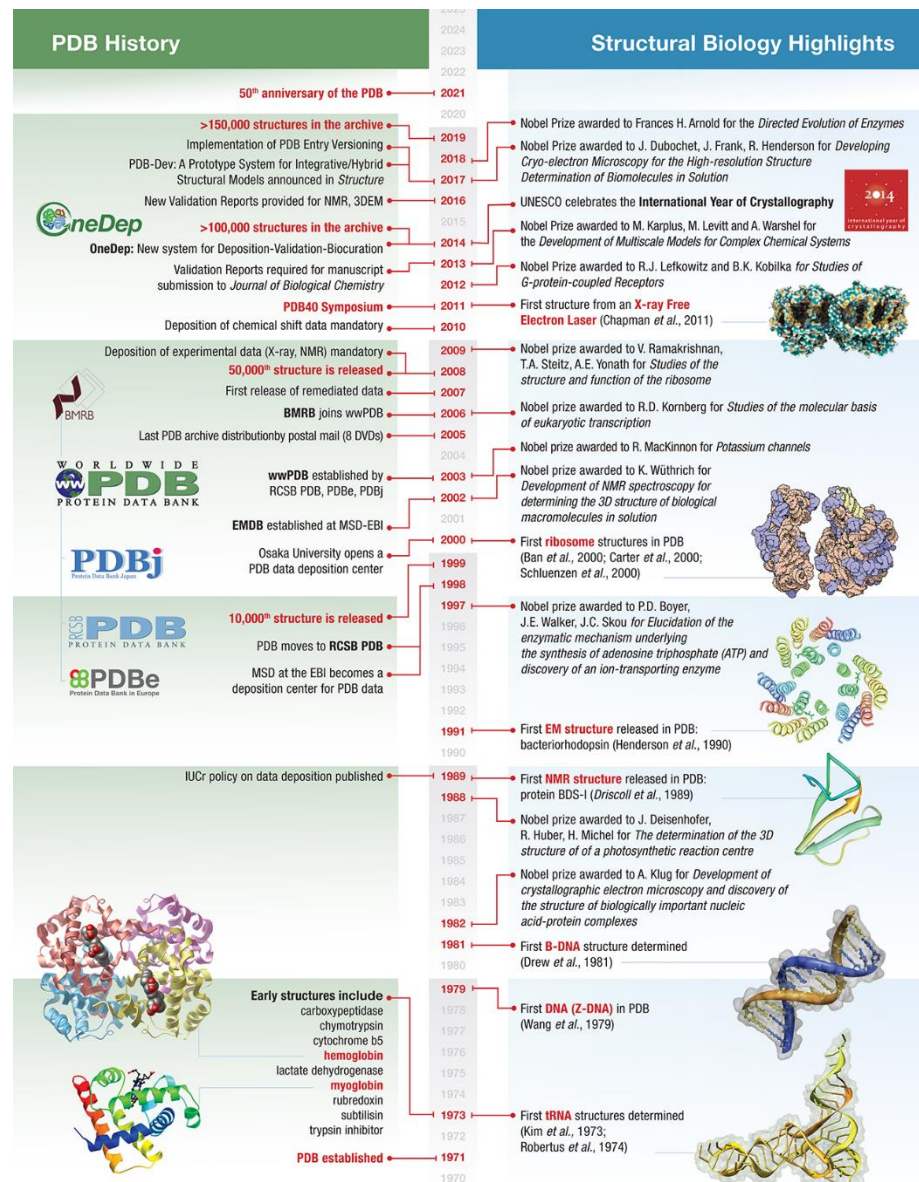 PDB History
Structural Biology Highlights
2024
2023
2022
50th anniversary of the PDB
2021
2020
>150,000 structures in the archive
2019
Implementation of PDB Entry Versioning
2018
PDB-Dev: A Prototype System for Integrative/Hybrid
Structural Models announced in Structure
2017
New Validation Reports provided for NMR, 3DEM
2016
2015
OneDep
>100,000 structures in the archive
OneDep: New system for Deposition-Validation-Biocuration
2014
Validation Reports required for manuscript
submission to Journal of Biological Chemistry
2013
2012
PDB40 Symposium
2011
Deposition of chemical shift data mandatory
2010
Deposition of experimental data (X-ray, NMR) mandatory
2009
50,000th structure is released
2008
First release of remediated data
2007
BMRB
BMRB joins wwPDB
2006
Last PDB archive distributionby postal mail (8 DVDs)
2005
2004
WORLDWIDE
ww PDB
PROTEIN DATA BANK
wwPDB established by
RCSB PDB, PDBe, PDBj
2003
2002
EMDB established at MSD-EBI
2001
PDBj
Protein Data Bank Japan
Osaka University opens a
PDB data deposition center
2000
1999
1998
10,000th structure is released
1997
1996
RCSB
PDB
PROTEIN DATA BANK
PDB moves to RCSB PDB
1995
PDBe
Protein Data Bank in Europe
MSD at the EBI becomes a
deposition center for PDB data
1994
1993
1992
1991
1990
IUCr policy on data deposition published
1989
1988
1987
1986
1985
1984
1983
1982
1981
1980
1979
Early structures include
carboxypeptidase
chymotrypsin
cytochrome b5
hemoglobin
lactate dehydrogenase
myoglobin
rubredoxin
subtilisin
trypsin inhibitor
1978
1977
1976
1975
1974
1973
1972
PDB established
1971
1970
Nobel Prize awarded to Frances H. Arnold for the Directed Evolution of Enzymes
Nobel Prize awarded to J. Dubochet, J. Frank, R. Henderson for Developing
Cryo-electron Microscopy for the High-resolution Structure
Determination of Biomolecules in Solution
UNESCO celebrates the International Year of Crystallography
2014
international year of
crystallography
Nobel Prize awarded to M. Karplus, M. Levitt and A. Warshel for
the Development of Multiscale Models for Complex Chemical Systems
Nobel Prize awarded to R.J. Lefkowitz and B.K. Kobilka for Studies of
G-protein-coupled Receptors
First structure from an X-ray Free
Electron Laser (Chapman et al., 2011)
Nobel prize awarded to V. Ramakrishnan,
T.A. Steitz, A.E. Yonath for Studies of the
structure and function of the ribosome
Nobel prize awarded to R.D. Kornberg for Studies of the molecular basis
of eukaryotic transcription
Nobel prize awarded to R. MacKinnon for Potassium channels
Nobel prize awarded to K. Wüthrich for
Development of NMR spectroscopy for
determining the 3D structure of biological
macromolecules in solution
First ribosome structures in PDB
(Ban et al., 2000; Carter et al., 2000;
Schluenzen et al., 2000)
Nobel prize awarded to P.D. Boyer,
J.E. Walker, J.C. Skou for Elucidation of the
enzymatic mechanism underlying
the synthesis of adenosine triphosphate (ATP) and
discovery of an ion-transporting enzyme
First EM structure released in PDB:
bacteriorhodopsin (Henderson et al., 1990)
First NMR structure released in PDB:
protein BDS-I (Driscoll et al., 1989)
Nobel prize awarded to J. Deisenhofer,
R. Huber, H. Michel for The determination of the 3D
structure of of a photosynthetic reaction centre
Nobel prize awarded to A. Klug for Development of
crystallographic electron microscopy and discovery of
the structure of biologically important nucleic
acid-protein complexes
First B-DNA structure determined
(Drew et al., 1981)
First DNA (Z-DNA) in PDB
(Wang et al., 1979)
First tRNA structures determined
(Kim et al., 1973;
Robertus et al., 1974)